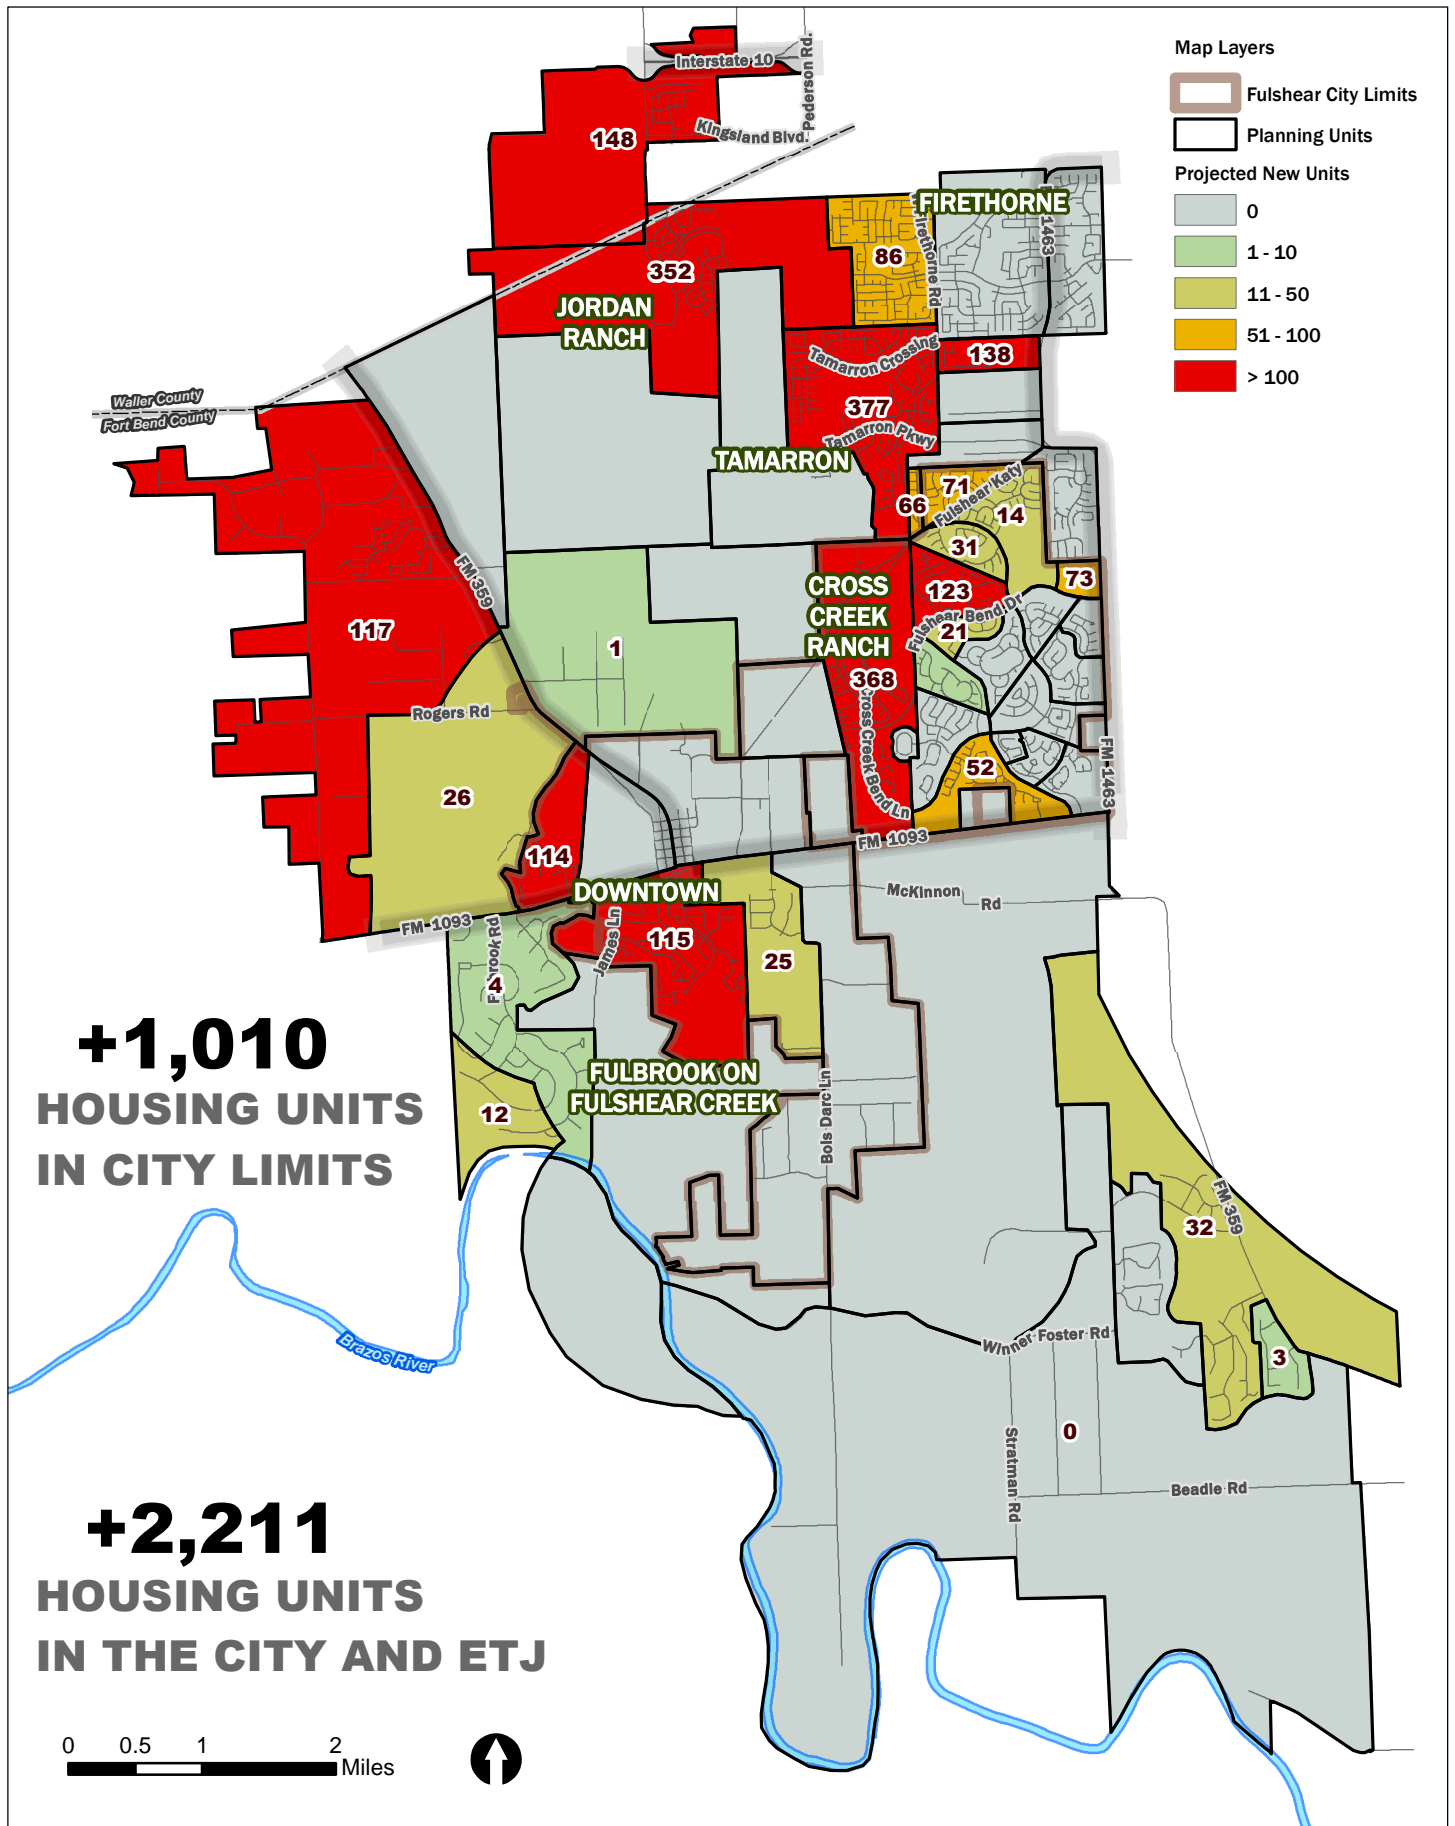 Map Layers
Fulshear City Limits
Planning Units
Projected New Units
0
1 - 10
11 - 50
51 - 100
> 100
Interstate 10
Pederson Rd.
Kingsland Blvd.
148
FIRETHORNE
1463
Firethorne Rd
86
352
JORDAN
RANCH
Tamarron Crossing
138
Waller County
Fort Bend County
377
Tamarron Pkwy
TAMARRON
71
Fulshear Katy
66
14
31
FM 359
CROSS
CREEK
RANCH
73
123
Fulshear Bend Dr
21
117
1
368
Cross Creek Bend Ln
Rogers Rd
FM 1463
52
26
114
FM 1093
DOWNTOWN
McKinnon
Rd
FM 1093
James Ln
115
25
4
+1,010
HOUSING UNITS
IN CITY LIMITS
FULBROOK ON
FULSHEAR CREEK
12
Bois Darc Ln
FM 359
32
Brazos River
Winner Foster Rd
3
0
Stratman Rd
Beadle Rd
+2,211
HOUSING UNITS
IN THE CITY AND ETJ
0 0.5 1 2
Miles